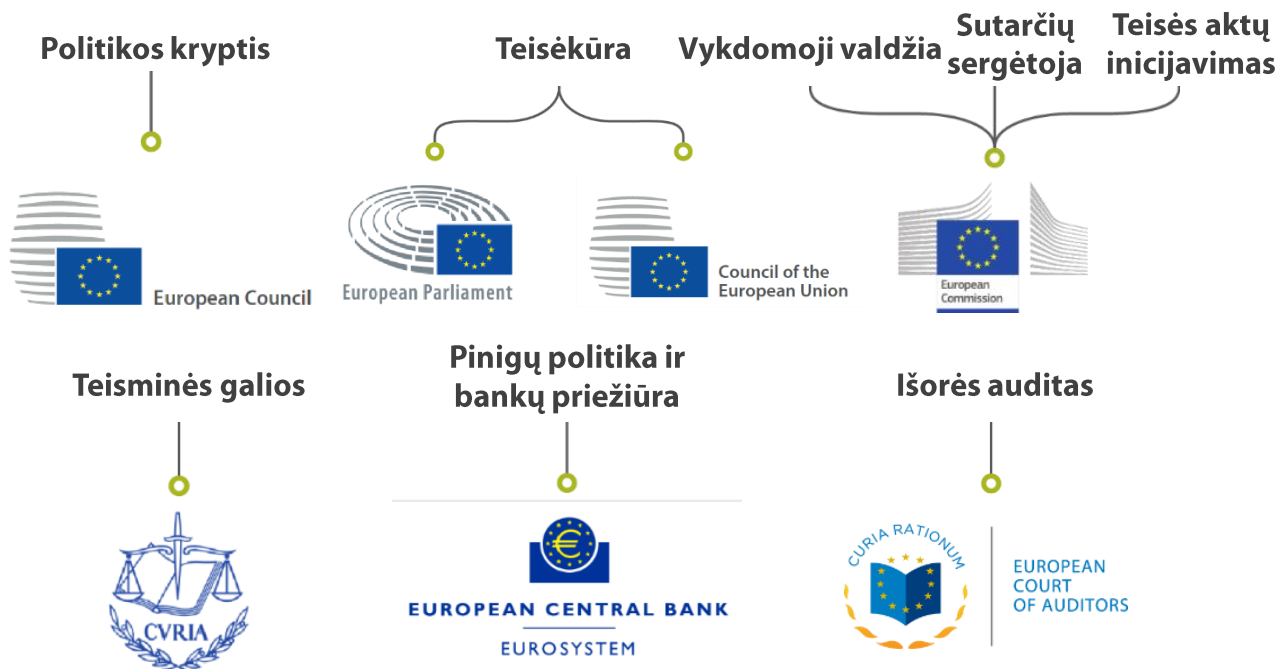 Politikos kryptis
Teisėkūra
Vykdomoji valdžia
Sutarčių
sergėtoja
Teisės aktų
inicijavimas
European Council
European Parliament
Council of the
European Union
European
Commission
Teisminės galios
Pinigų politika ir
bankų priežiūra
Išorės auditas
CVRIA
EUROPEAN CENTRAL BANK
EUROSYSTEM
CURIA RATIONUM
EUROPEAN
COURT
OF AUDITORS